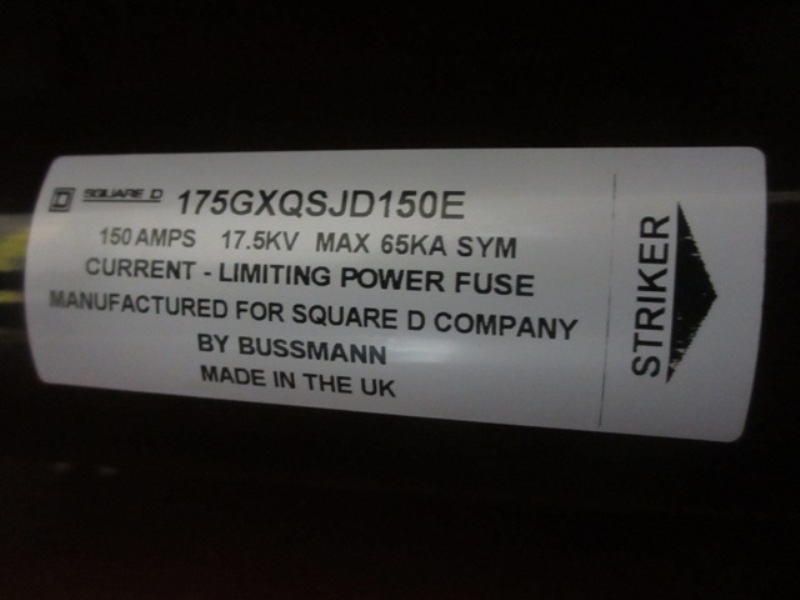 SQUARE D 175GXQSJD150E
150 AMPS 17.5KV MAX 65KA SYM
CURRENT - LIMITING POWER FUSE
MANUFACTURED FOR SQUARE D COMPANY
BY BUSSMANN
MADE IN THE UK
STRIKER